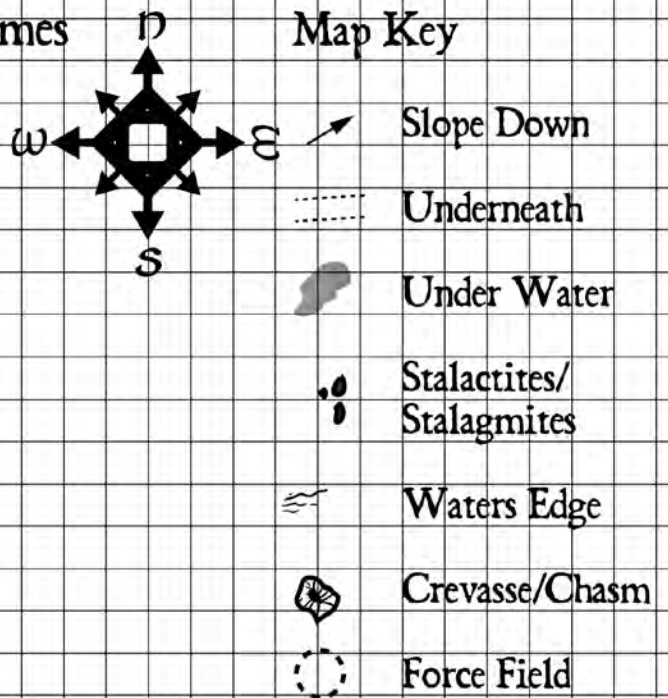 mes
n
Map Key
w
ε
s
Slope Down
Underneath
Under Water
Stalactites/
Stalagmites
Waters Edge
Crevasse/Chasm
Force Field